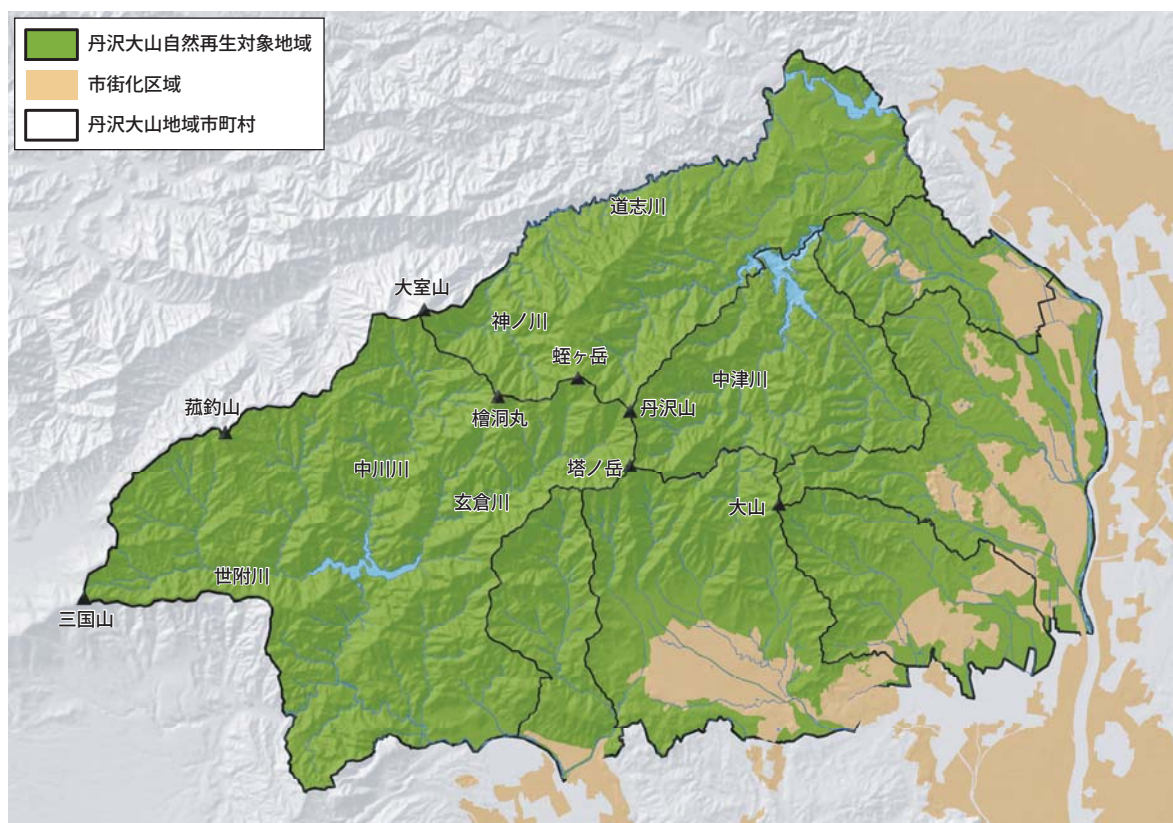 丹沢大山自然再生対象地域
市街化区域
丹沢大山地域市町村
道志川
大室山
神ノ川
蛭ヶ岳
中津川
檜洞丸
丹沢山
菰釣山
中川川
塔ノ岳
玄倉川
大山
世附川
三国山